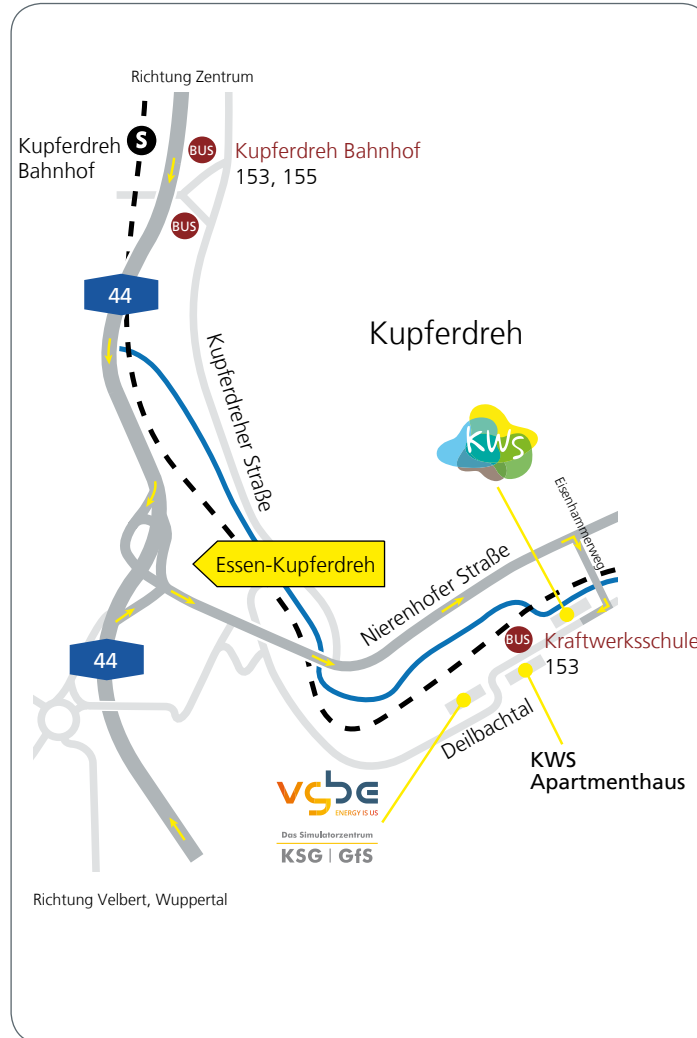 Richtung Zentrum
S
Kupferdreh
Bahnhof
BUS
Kupferdreh Bahnhof
153, 155
BUS
44
Kupferdreh
Kupferdreher Straße
KWS
Eisenhammerweg
Essen-Kupferdreh
Nierenhofer Straße
BUS
Kraftwerksschule
153
44
Deilbachtal
KWS
Apartmenthaus
vgbe
ENERGY IS US
Das Simulatorzentrum
KSG | GfS
Richtung Velbert, Wuppertal